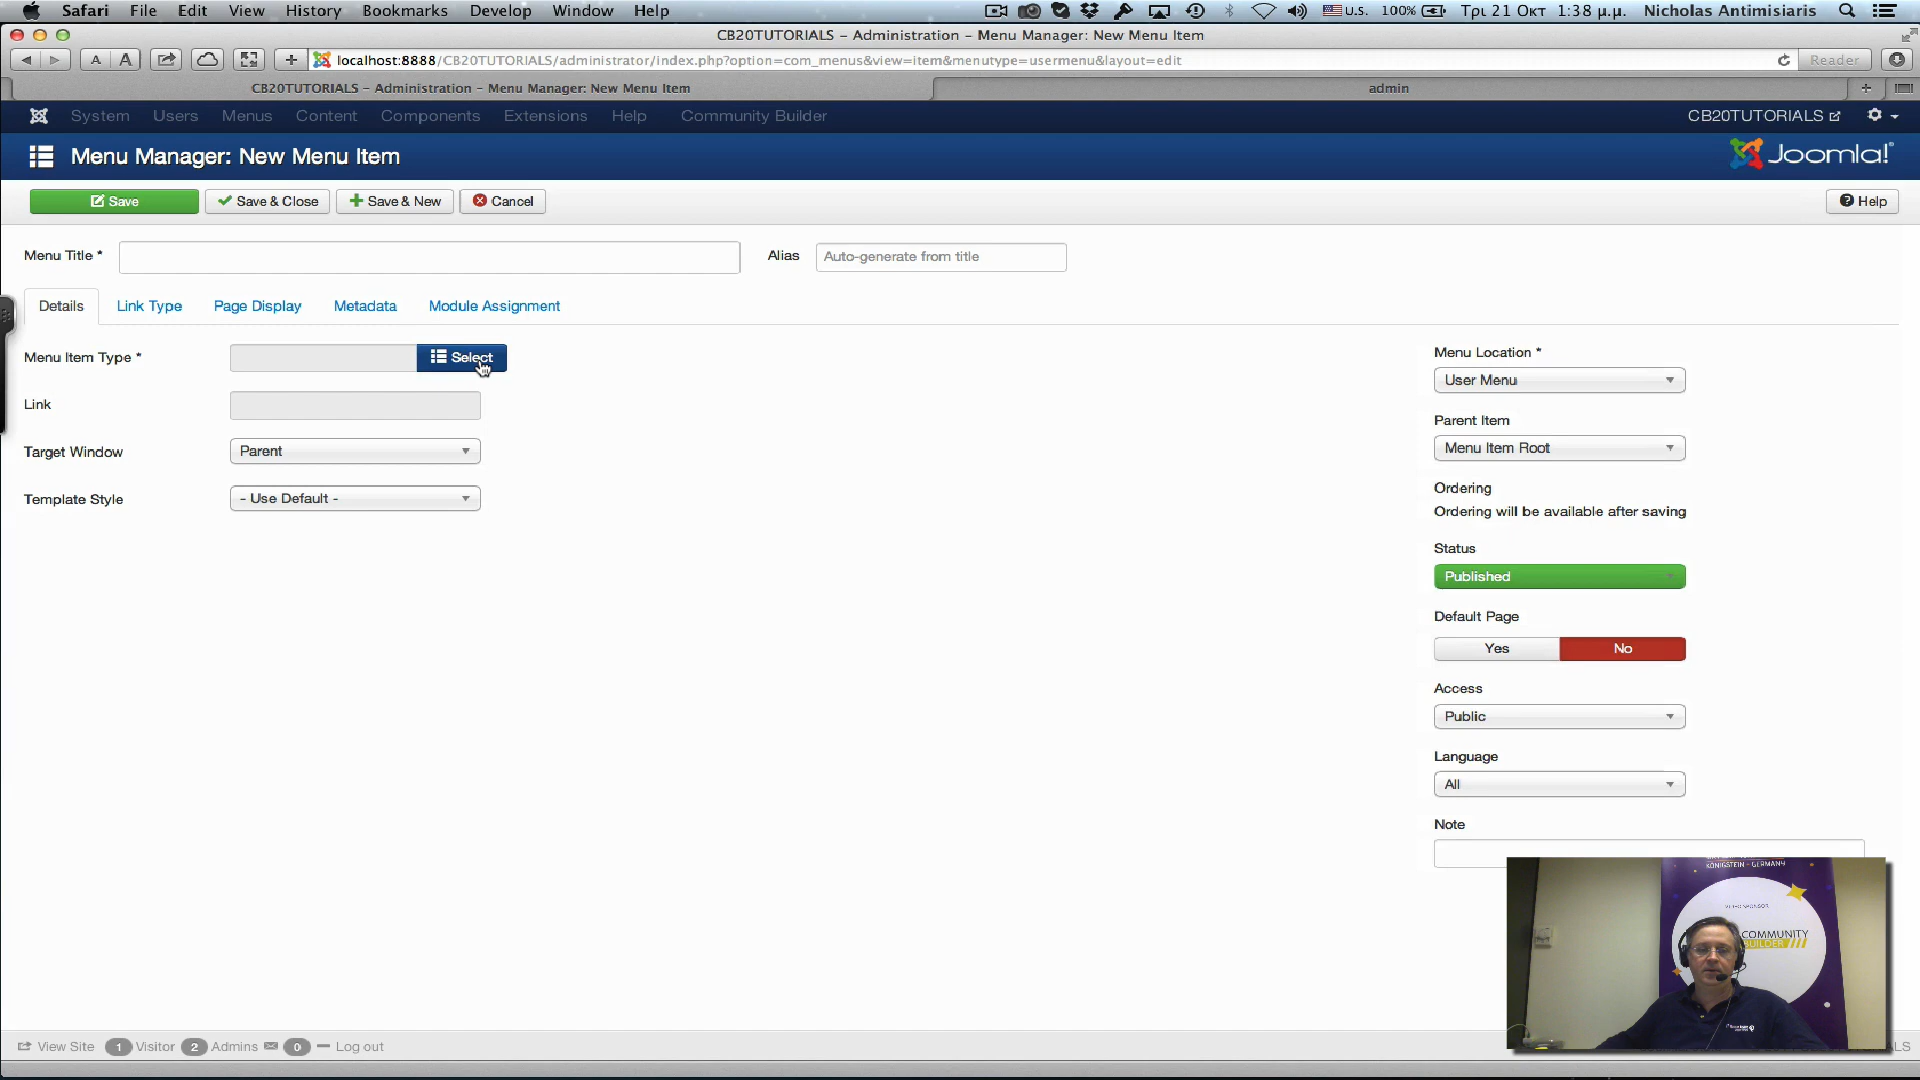 Safari File Edit View History Bookmarks Develop Window Help U.S. 100% Τρι 21 Οκτ 1:38 μ.μ. Nicholas Antimisiaris
CB20TUTORIALS – Administration – Menu Manager: New Menu Item
A A + localhost:8888/CB20TUTORIALS/administrator/index.php?option=com_menus&view=item&menutype=usermenu&layout=edit Reader
CB20TUTORIALS – Administration – Menu Manager: New Menu Item admin +
System Users Menus Content Components Extensions Help Community Builder CB20TUTORIALS
Menu Manager: New Menu Item Joomla!®
Save Save & Close Save & New Cancel Help
Menu Title * Alias Auto-generate from title
Details Link Type Page Display Metadata Module Assignment
Menu Item Type * Select
Link
Target Window Parent
Template Style - Use Default -
Menu Location *
User Menu
Parent Item
Menu Item Root
Ordering
Ordering will be available after saving
Status
Published
Default Page
Yes No
Access
Public
Language
All
Note
KÖNIGSTEIN – GERMANY
COMMUNITY
BUILDER
View Site 1 Visitor 2 Admins 0 Log out